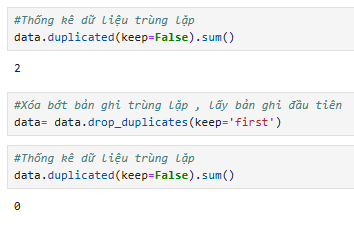 #Thống kê dữ liệu trùng lặp
data.duplicated(keep=False).sum()
2
#Xóa bớt bản ghi trùng lặp , lấy bản ghi đầu tiên
data= data.drop_duplicates(keep='first')
#Thống kê dữ liệu trùng lặp
data.duplicated(keep=False).sum()
0